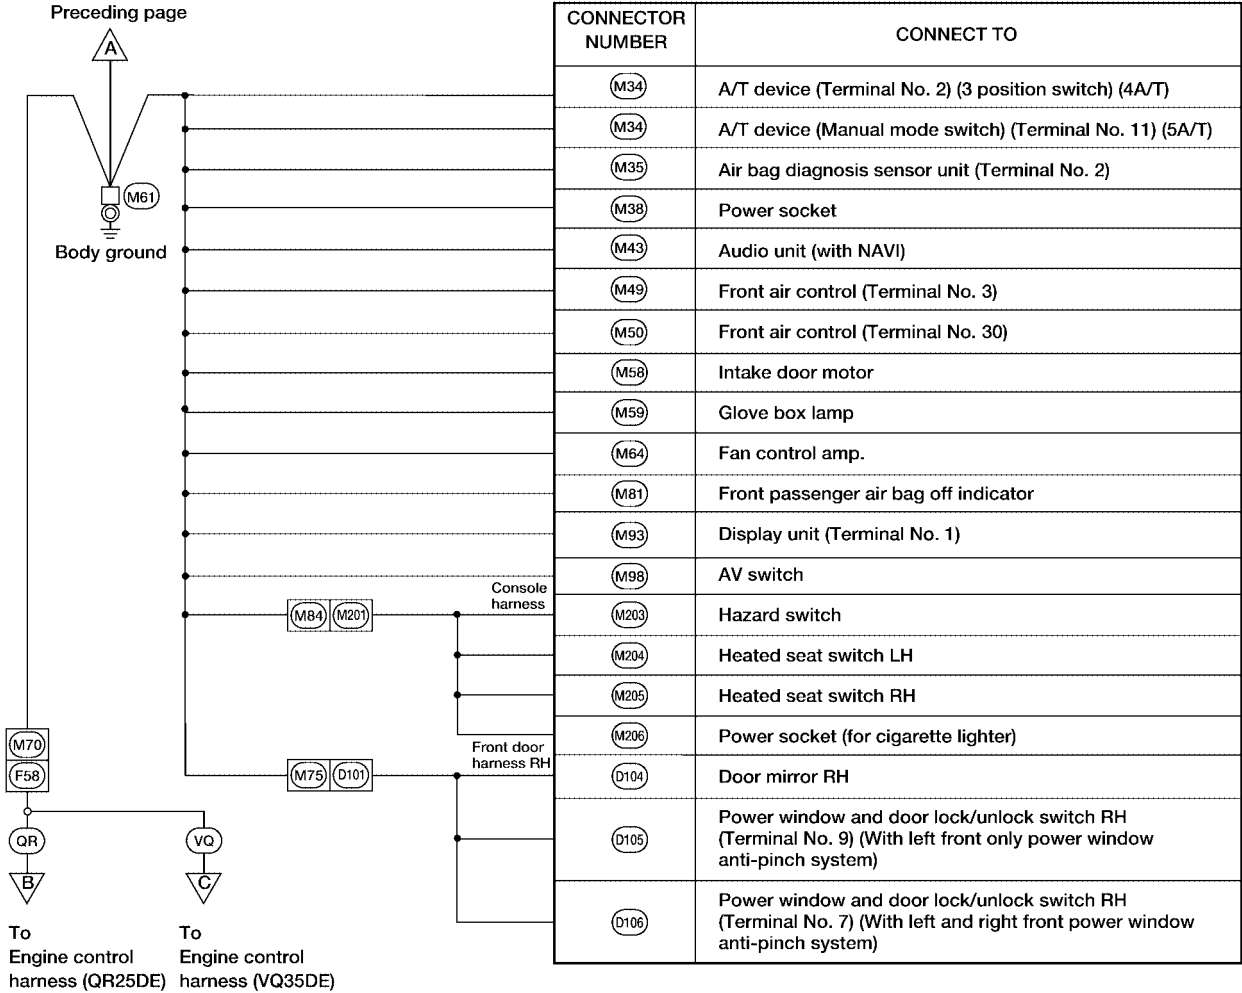 Preceding page
A
M61
Body ground
CONNECTOR
NUMBER
CONNECT TO
M34
A/T device (Terminal No. 2) (3 position switch) (4A/T)
M34
A/T device (Manual mode switch) (Terminal No. 11) (5A/T)
M35
Air bag diagnosis sensor unit (Terminal No. 2)
M38
Power socket
M43
Audio unit (with NAVI)
M49
Front air control (Terminal No. 3)
M50
Front air control (Terminal No. 30)
M58
Intake door motor
M59
Glove box lamp
M64
Fan control amp.
M81
Front passenger air bag off indicator
M93
Display unit (Terminal No. 1)
M98
AV switch
M84 M201
Console
harness
M203
Hazard switch
M204
Heated seat switch LH
M205
Heated seat switch RH
M206
Power socket (for cigarette lighter)
M75 D101
Front door
harness RH
D104
Door mirror RH
D105
Power window and door lock/unlock switch RH
(Terminal No. 9) (With left front only power window
anti-pinch system)
D106
Power window and door lock/unlock switch RH
(Terminal No. 7) (With left and right front power window
anti-pinch system)
M70
F58
QR
B
To
Engine control
harness (QR25DE)
VQ
C
To
Engine control
harness (VQ35DE)